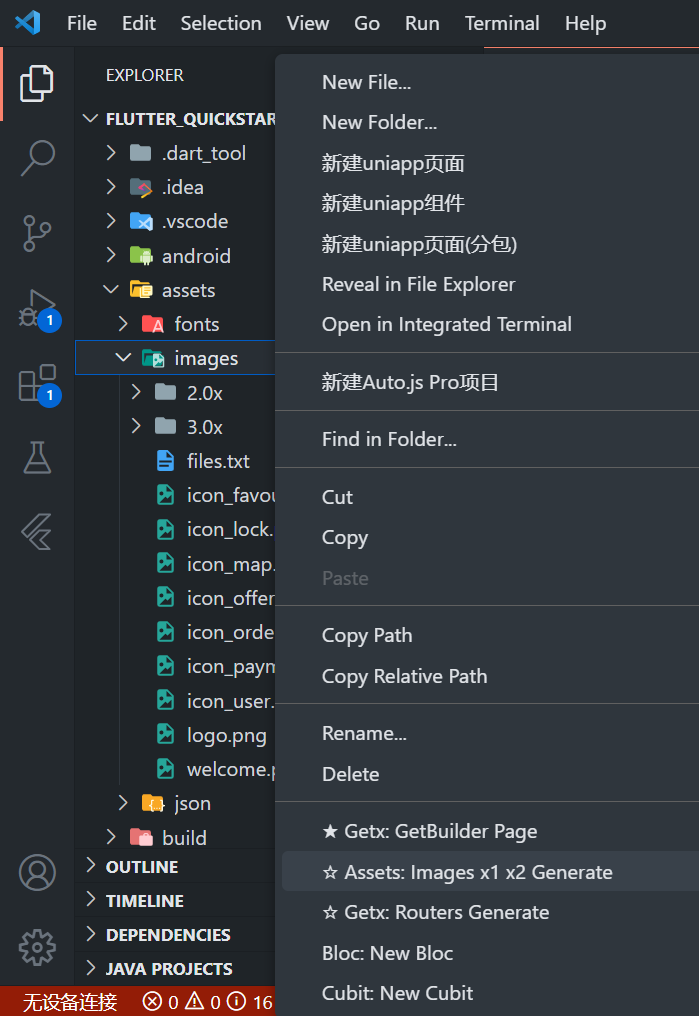 File Edit Selection View Go Run Terminal Help
EXPLORER
FLUTTER_QUICKSTAR
.dart_tool
.idea
.vscode
android
assets
fonts
images
2.0x
3.0x
files.txt
icon_favou
icon_lock.
icon_map.
icon_offer
icon_orde
icon_paym
icon_user.
logo.png
welcome.p
json
build
OUTLINE
TIMELINE
DEPENDENCIES
JAVA PROJECTS
1
1
无设备连接 0 0 16
New File...
New Folder...
新建uniapp页面
新建uniapp组件
新建uniapp页面(分包)
Reveal in File Explorer
Open in Integrated Terminal
新建Auto.js Pro项目
Find in Folder...
Cut
Copy
Paste
Copy Path
Copy Relative Path
Rename...
Delete
★ Getx: GetBuilder Page
☆ Assets: Images x1 x2 Generate
☆ Getx: Routers Generate
Bloc: New Bloc
Cubit: New Cubit